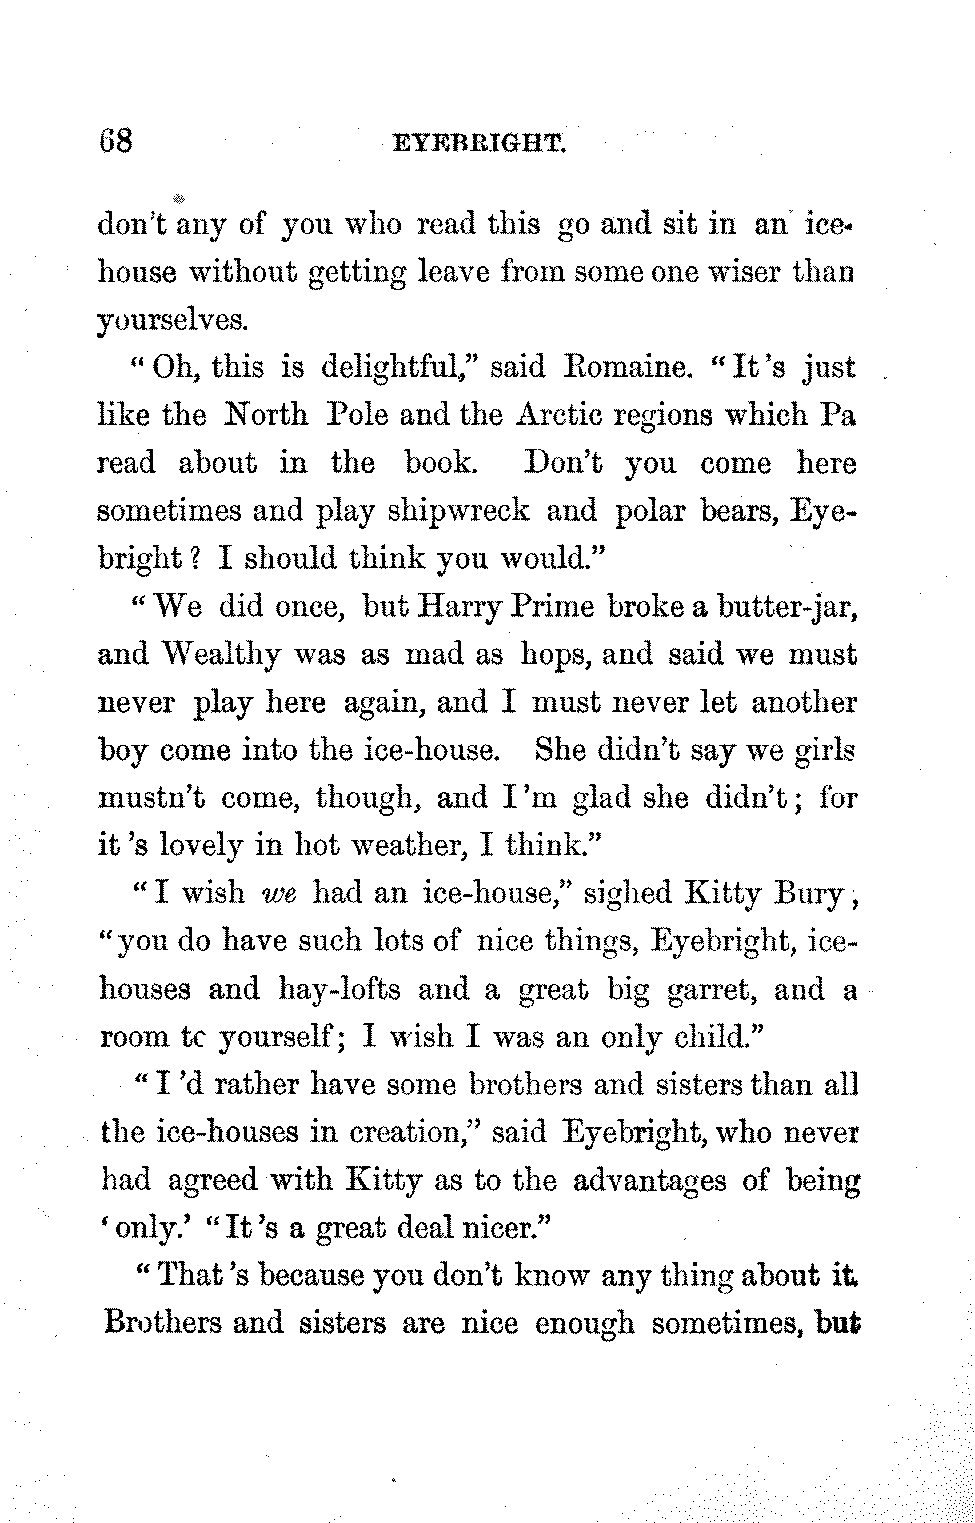 68 EYEBRIGHT.
don't any of you who read this go and sit in an ice-
house without getting leave from some one wiser than
yourselves.
"Oh, this is delightful," said Romaine. "It's just
like the North Pole and the Arctic regions which Pa
read about in the book. Don't you come here
sometimes and play shipwreck and polar bears, Eye-
bright? I should think you would."
"We did once, but Harry Prime broke a butter-jar,
and Wealthy was as mad as hops, and said we must
never play here again, and I must never let another
boy come into the ice-house. She didn't say we girls
mustn't come, though, and I'm glad she didn't; for
it's lovely in hot weather, I think."
"I wish we had an ice-house," sighed Kitty Bury,
"you do have such lots of nice things, Eyebright, ice-
houses and hay-lofts and a great big garret, and a
room to yourself; I wish I was an only child."
"I'd rather have some brothers and sisters than all
the ice-houses in creation," said Eyebright, who never
had agreed with Kitty as to the advantages of being
'only.' "It's a great deal nicer."
"That's because you don't know any thing about it.
Brothers and sisters are nice enough sometimes, but